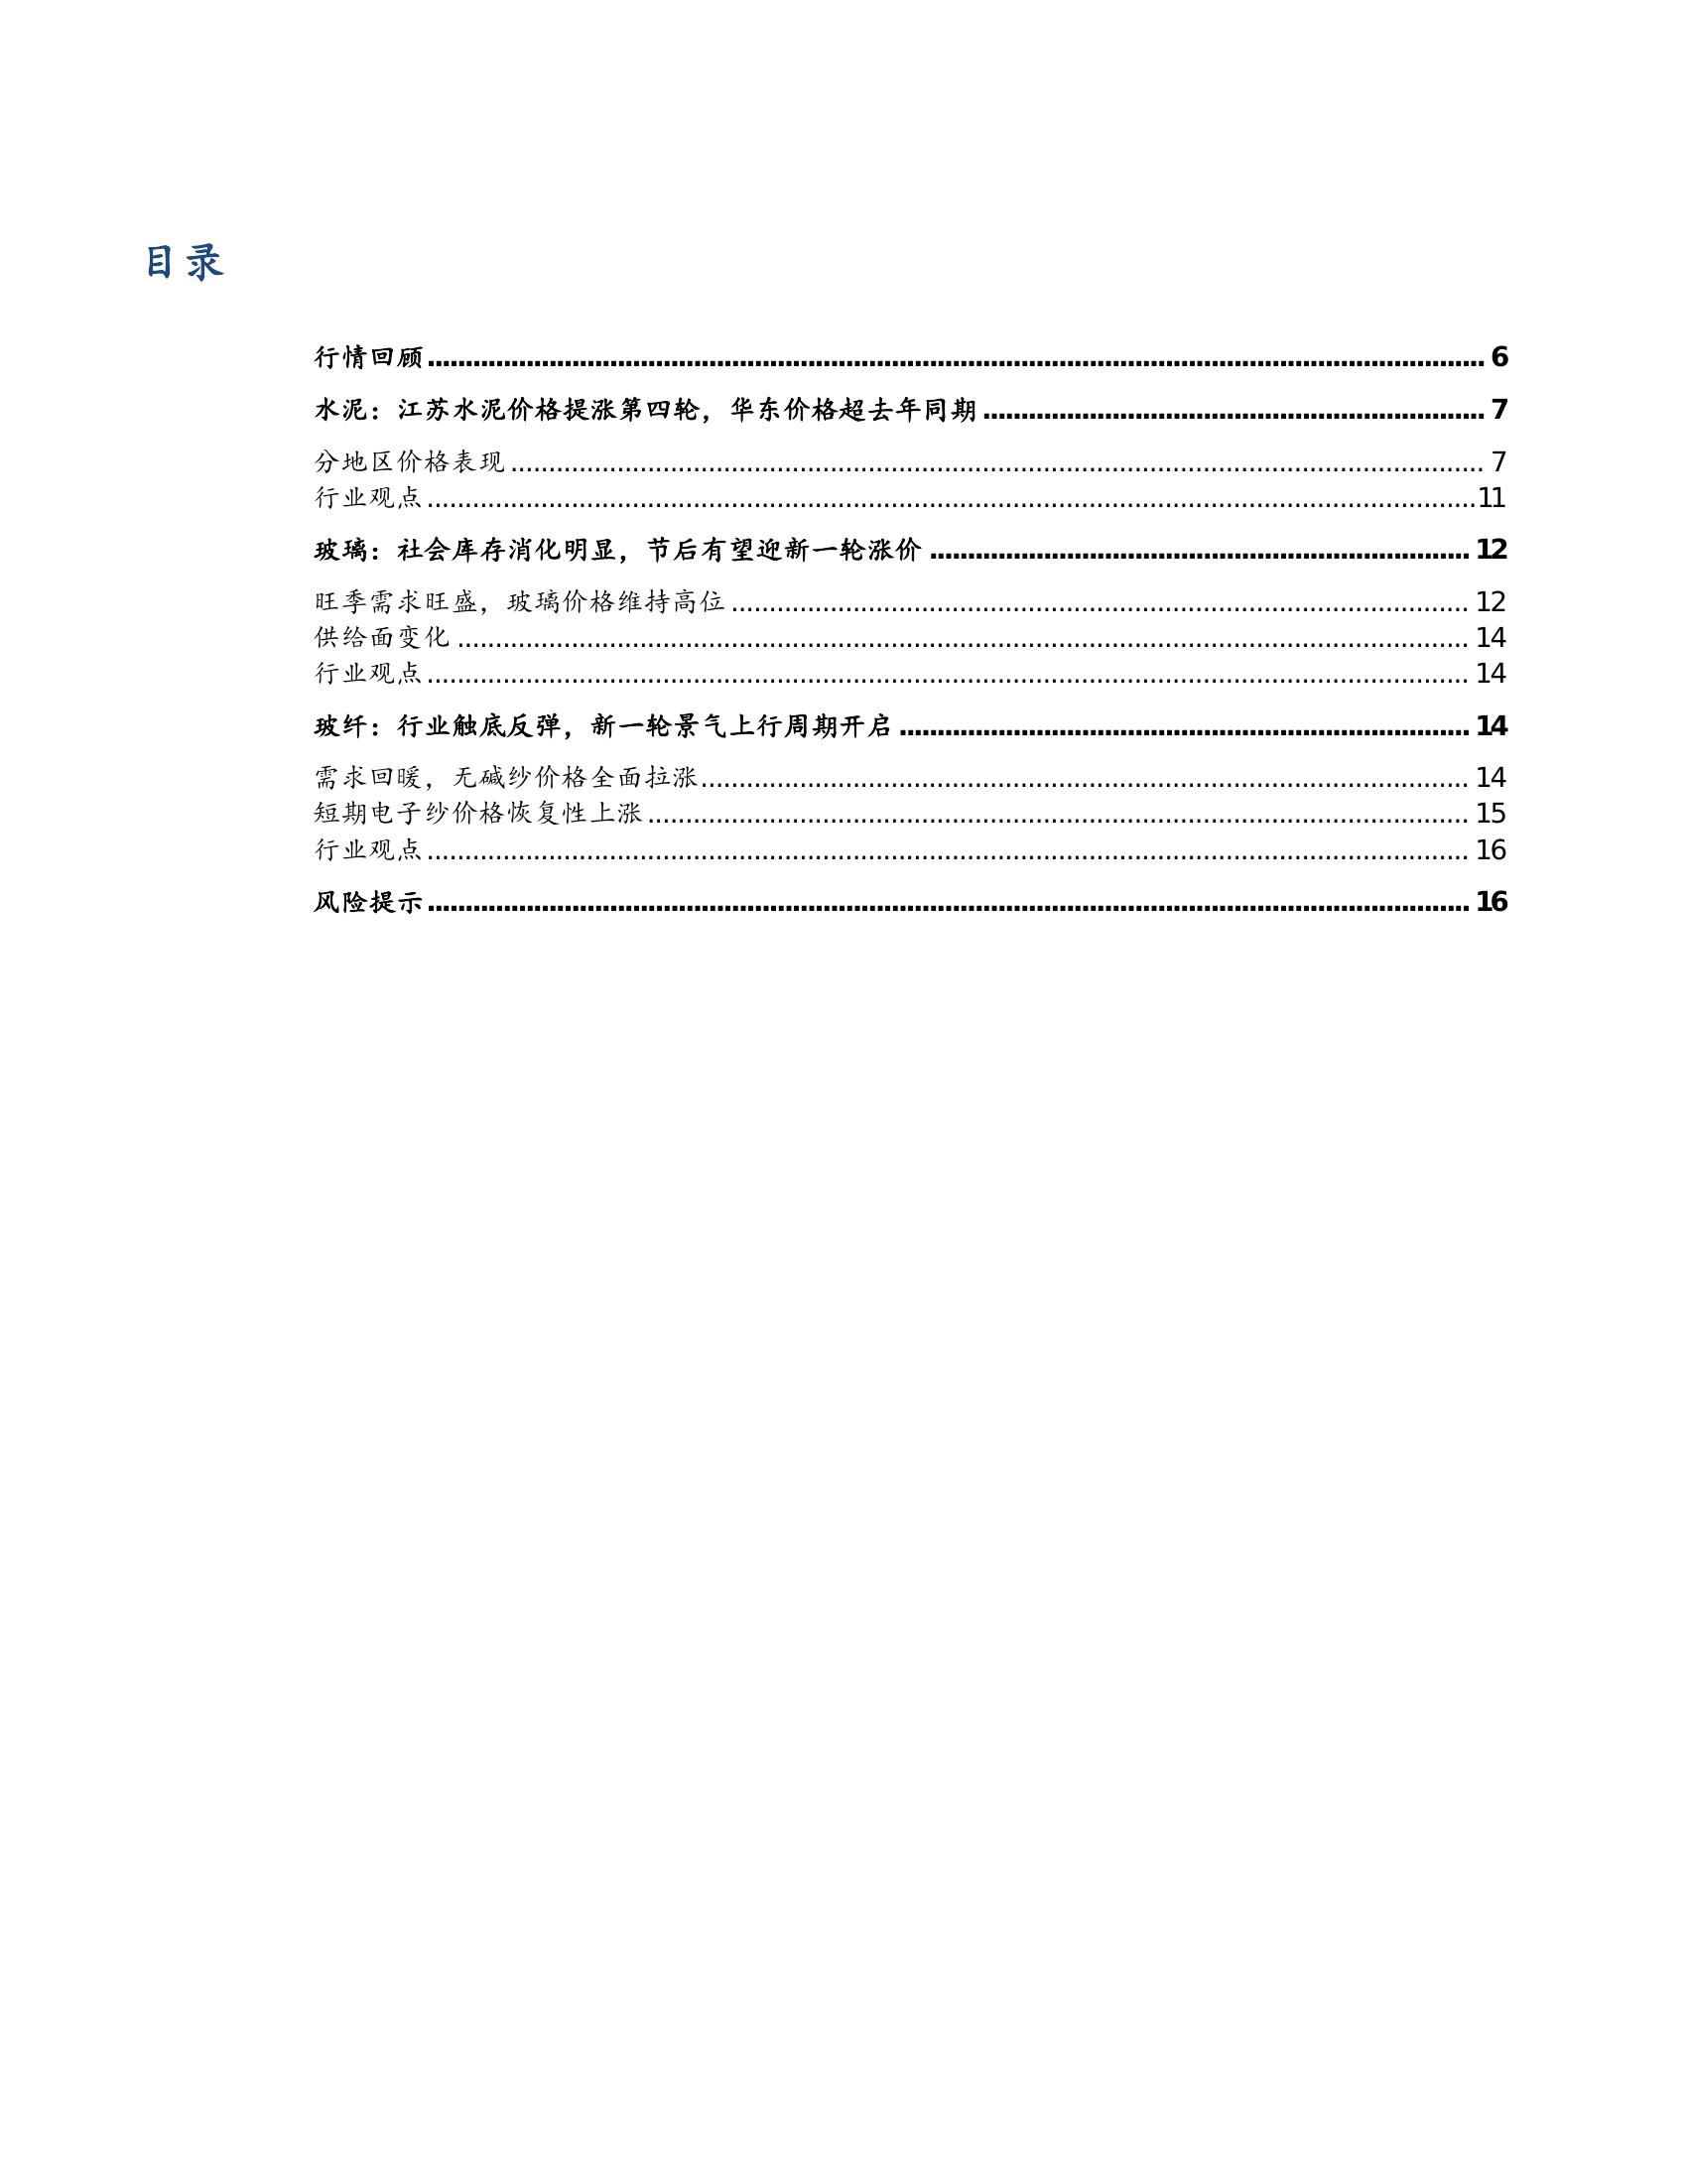 目录
行情回顾 6
水泥：江苏水泥价格提涨第四轮，华东价格超去年同期 7
分地区价格表现 7
行业观点 11
玻璃：社会库存消化明显，节后有望迎新一轮涨价 12
旺季需求旺盛，玻璃价格维持高位 12
供给面变化 14
行业观点 14
玻纤：行业触底反弹，新一轮景气上行周期开启 14
需求回暖，无碱纱价格全面拉涨 14
短期电子纱价格恢复性上涨 15
行业观点 16
风险提示 16